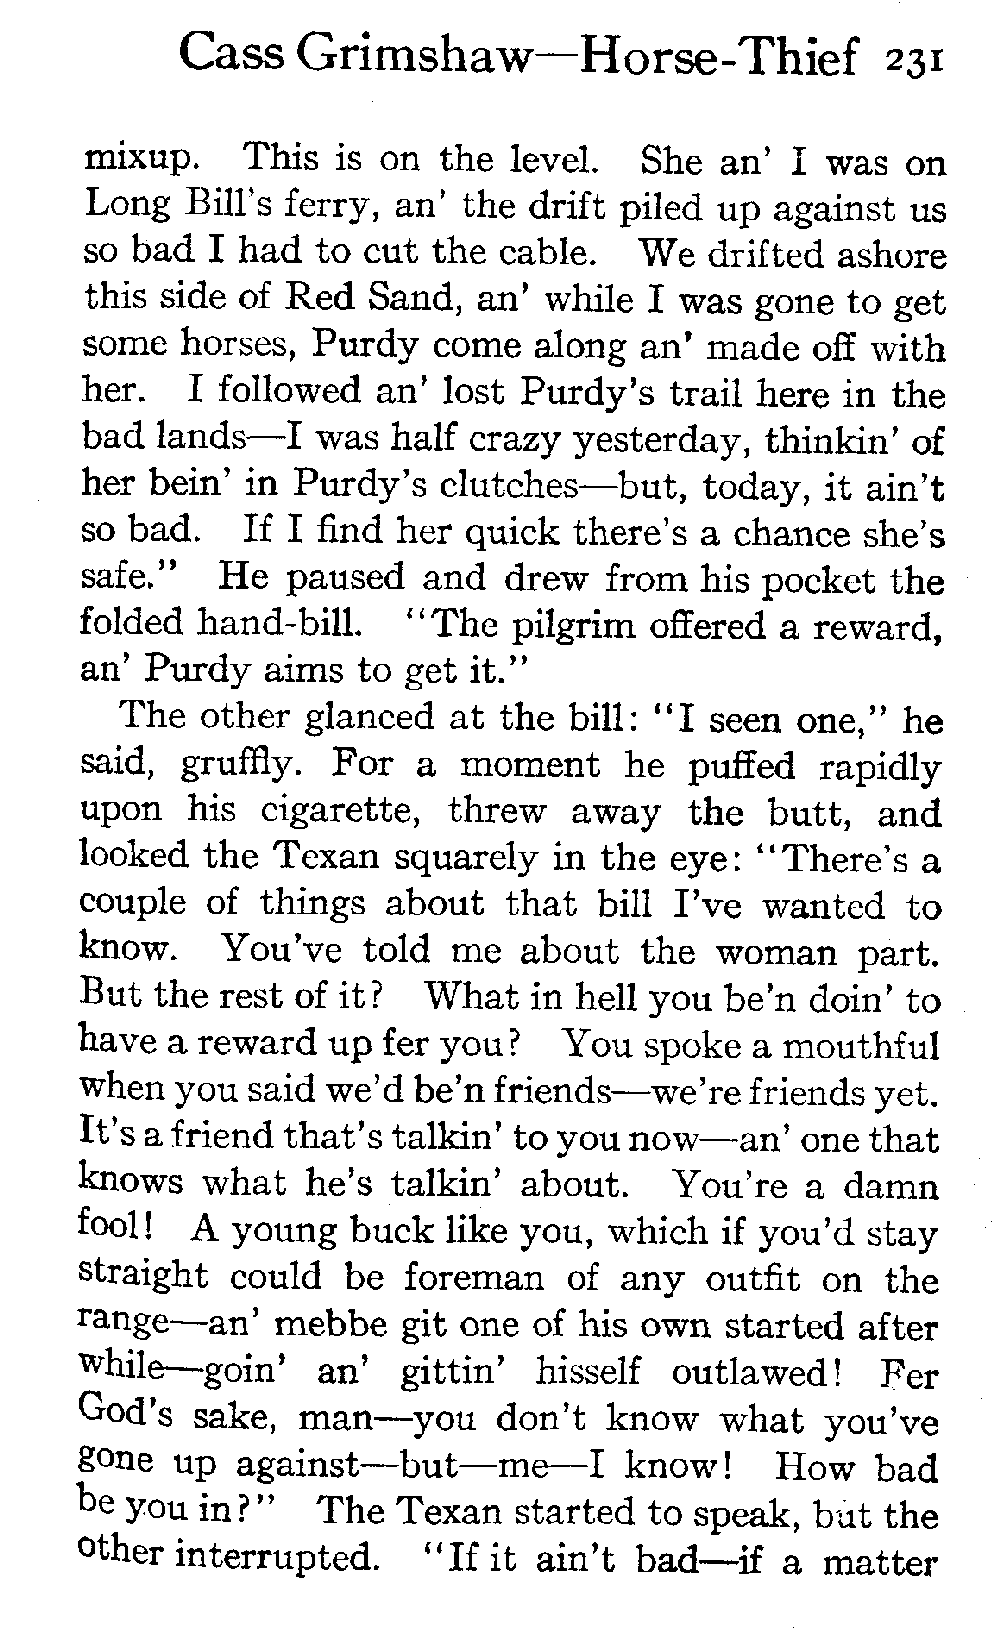 Cass Grimshaw—Horse-Thief 231
mixup. This is on the level. She an' I was on
Long Bill's ferry, an' the drift piled up against us
so bad I had to cut the cable. We drifted ashore
this side of Red Sand, an' while I was gone to get
some horses, Purdy come along an' made off with
her. I followed an' lost Purdy's trail here in the
bad lands—I was half crazy yesterday, thinkin' of
her bein' in Purdy's clutches—but, today, it ain't
so bad. If I find her quick there's a chance she's
safe." He paused and drew from his pocket the
folded hand-bill. "The pilgrim offered a reward,
an' Purdy aims to get it."
The other glanced at the bill: "I seen one," he
said, gruffly. For a moment he puffed rapidly
upon his cigarette, threw away the butt, and
looked the Texan squarely in the eye: "There's a
couple of things about that bill I've wanted to
know. You've told me about the woman part.
But the rest of it? What in hell you be'n doin' to
have a reward up fer you? You spoke a mouthful
when you said we'd be'n friends—we're friends yet.
It's a friend that's talkin' to you now—an' one that
knows what he's talkin' about. You're a damn
fool! A young buck like you, which if you'd stay
straight could be foreman of any outfit on the
range—an' mebbe git one of his own started after
while—goin' an' gittin' hisself outlawed! Fer
God's sake, man—you don't know what you've
gone up against—but—me—I know! How bad
be you in?" The Texan started to speak, but the
other interrupted. "If it ain't bad—if a matter